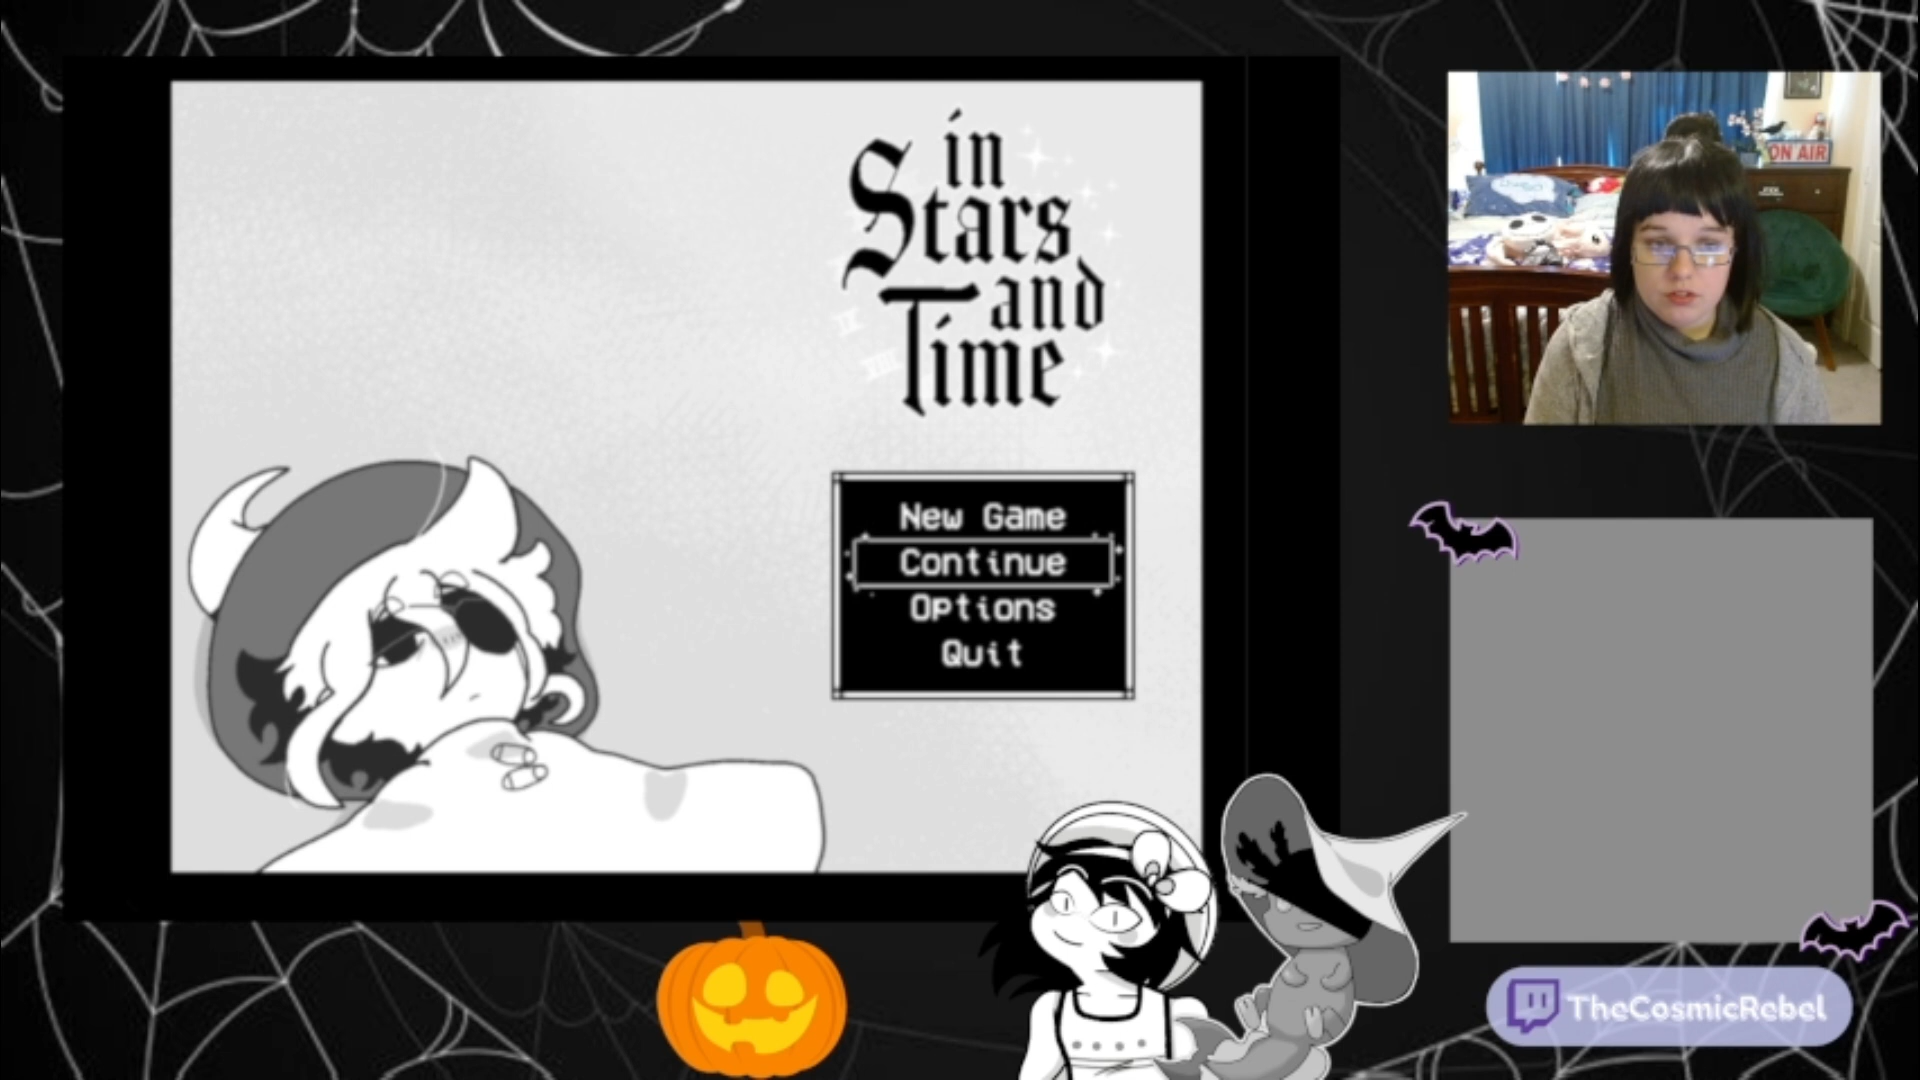 in
Stars
and
Time
New Game
Continue
Options
Quit
ON AIR
TheCosmicRebel